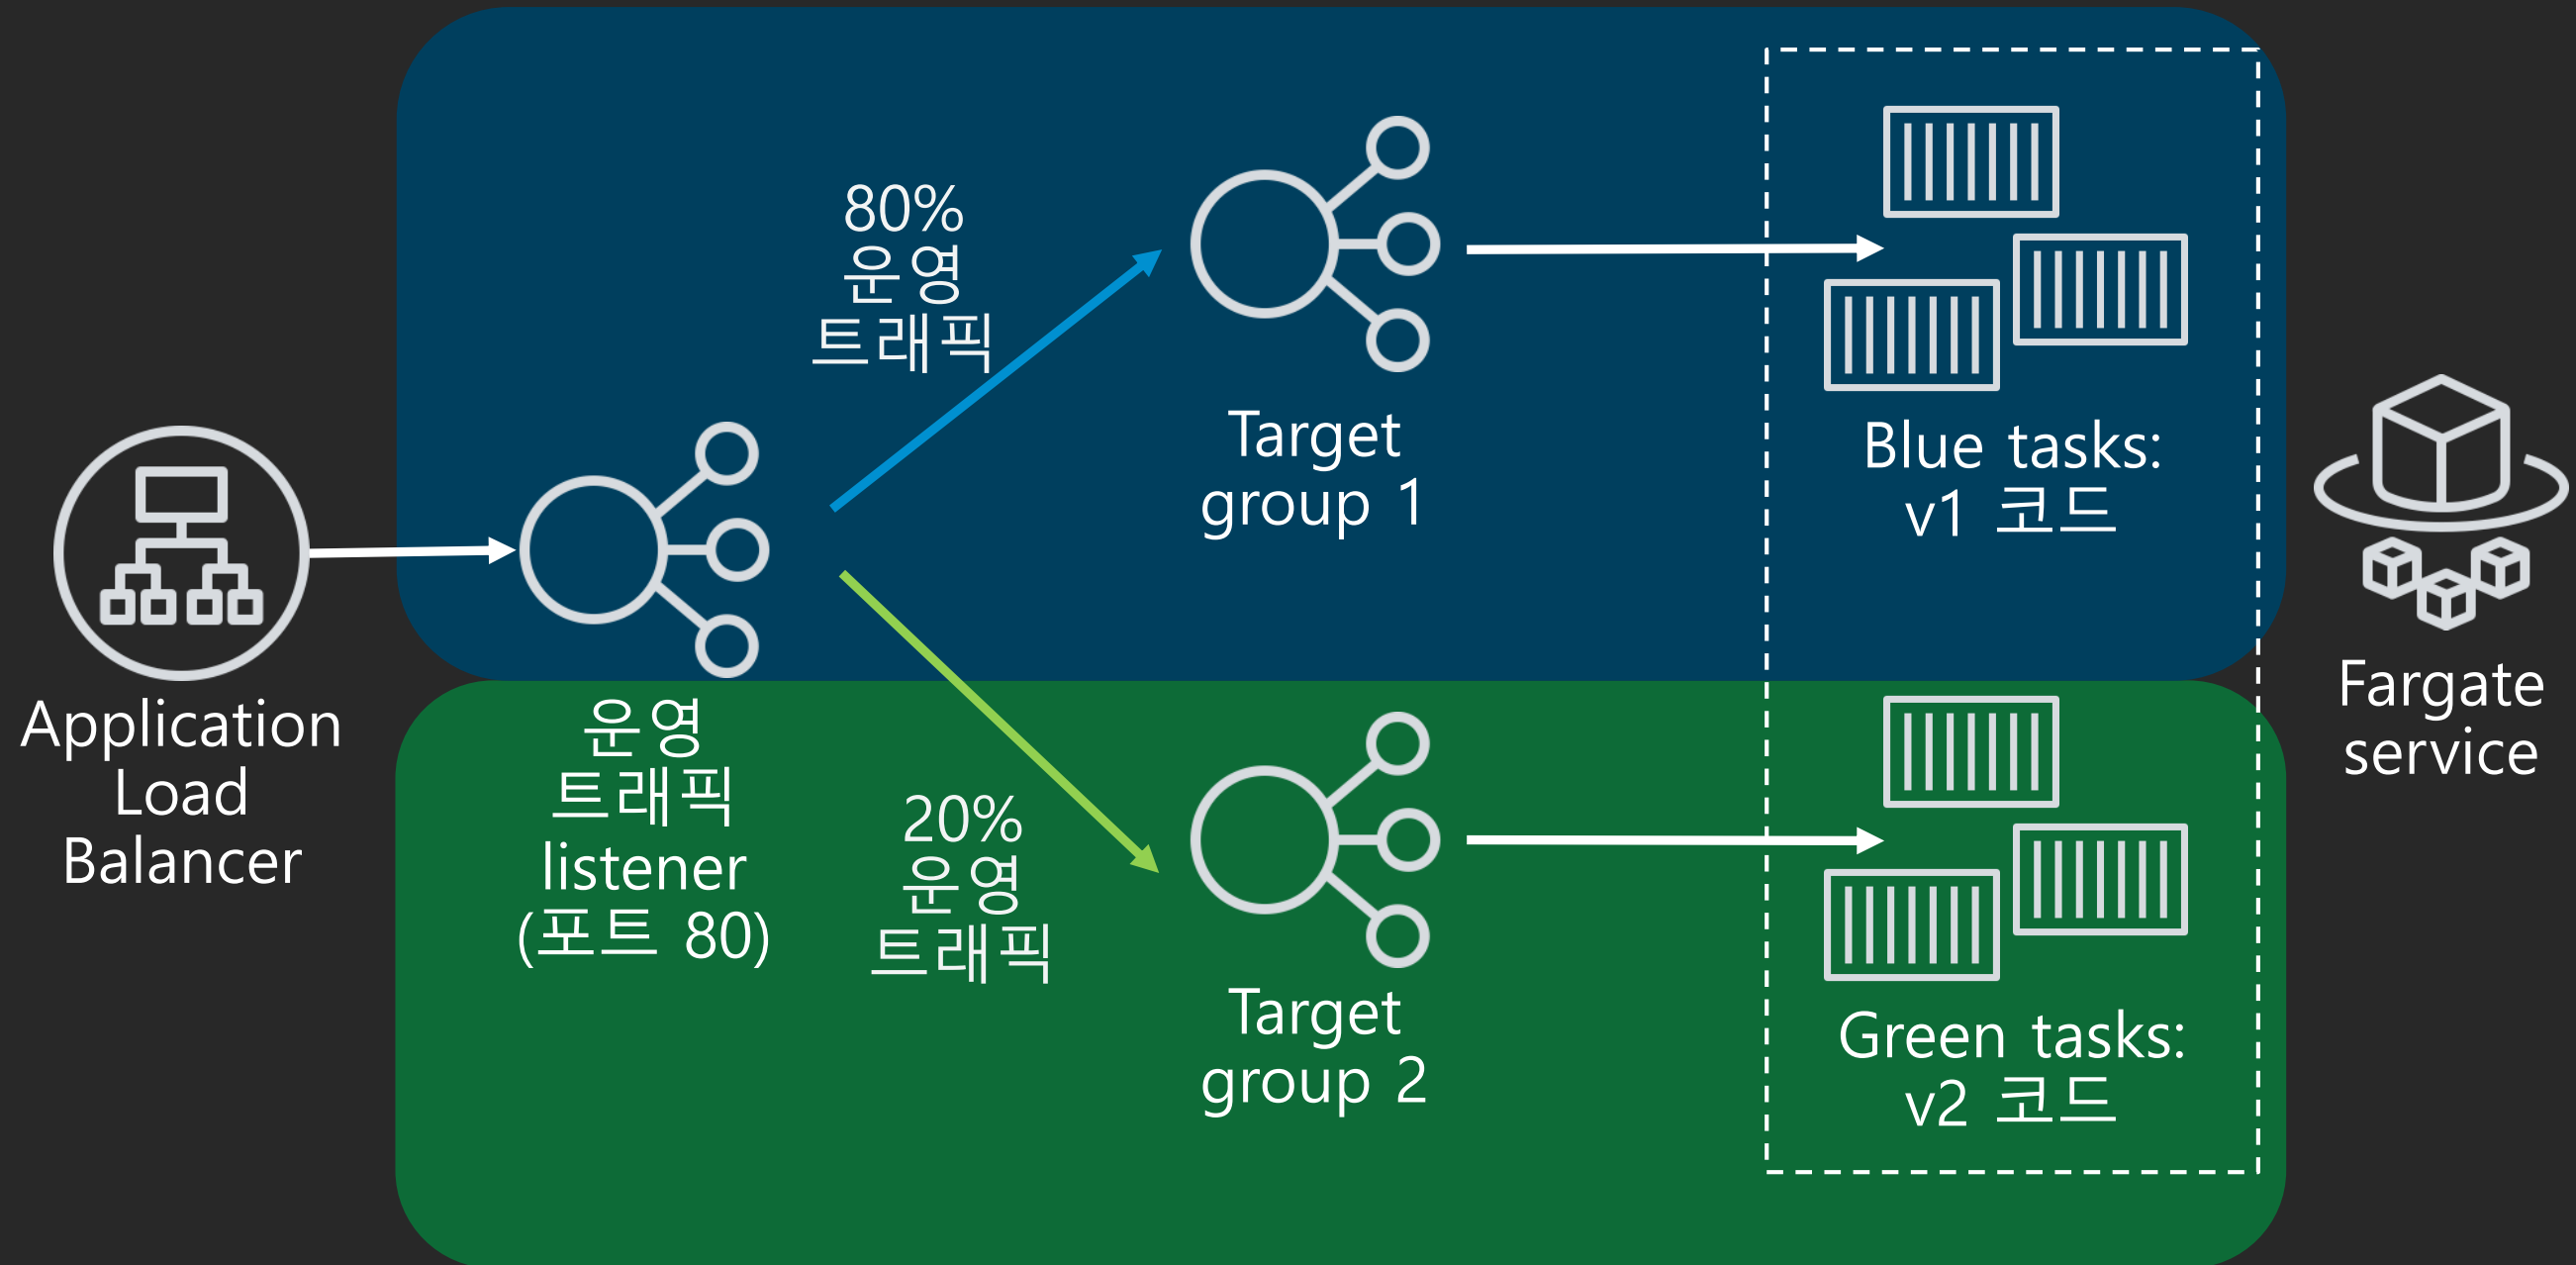 Application
Load
Balancer
운영
트래픽
listener
(포트 80)
80%
운영
트래픽
20%
운영
트래픽
Target
group 1
Target
group 2
Blue tasks:
v1 코드
Green tasks:
v2 코드
Fargate
service